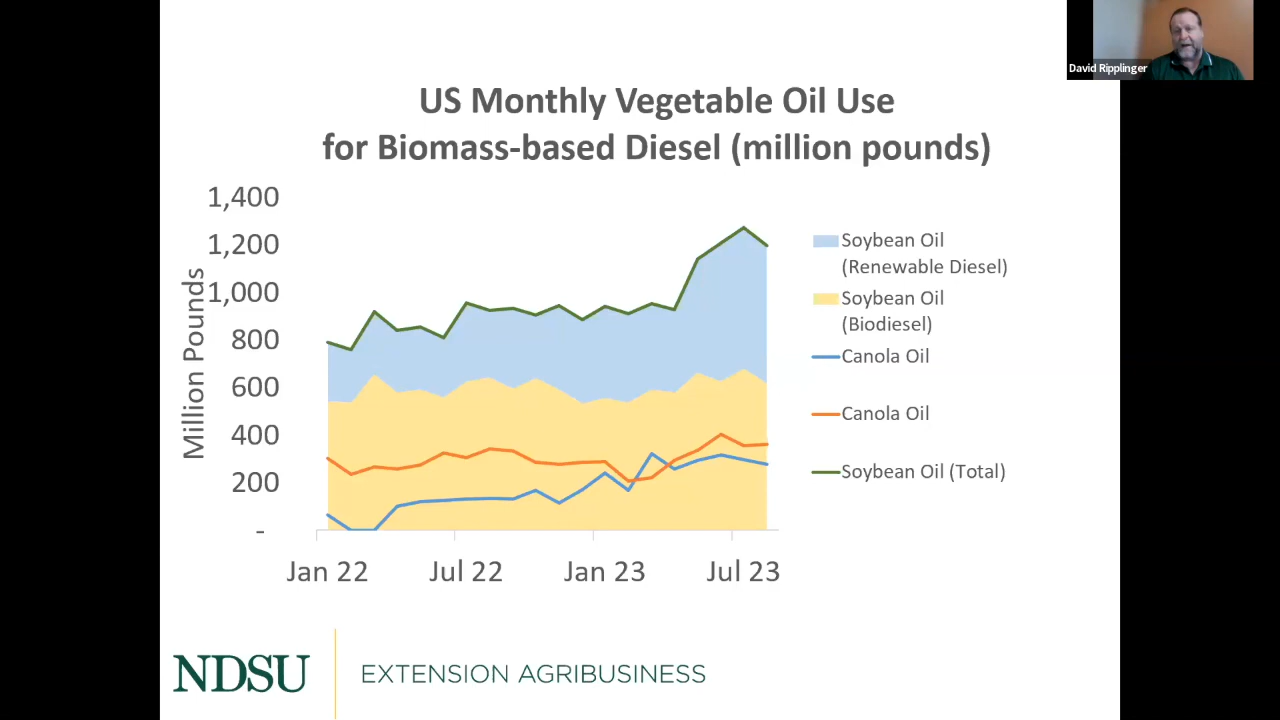 David Ripplinger
US Monthly Vegetable Oil Use
for Biomass-based Diesel (million pounds)
Million Pounds
1,400
1,200
1,000
800
600
400
200
-
Jan 22
Jul 22
Jan 23
Jul 23
Soybean Oil
(Renewable Diesel)
Soybean Oil
(Biodiesel)
Canola Oil
Canola Oil
Soybean Oil (Total)
NDSU
EXTENSION AGRIBUSINESS